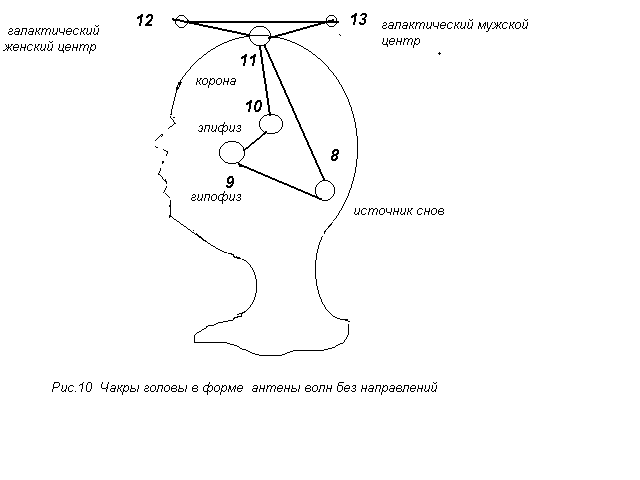 12
13
галактический
женский центр
галактический мужской
центр
11
корона
10
эпифиз
8
9
гипофиз
источник снов
Рис.10 Чакры головы в форме антены волн без направлений